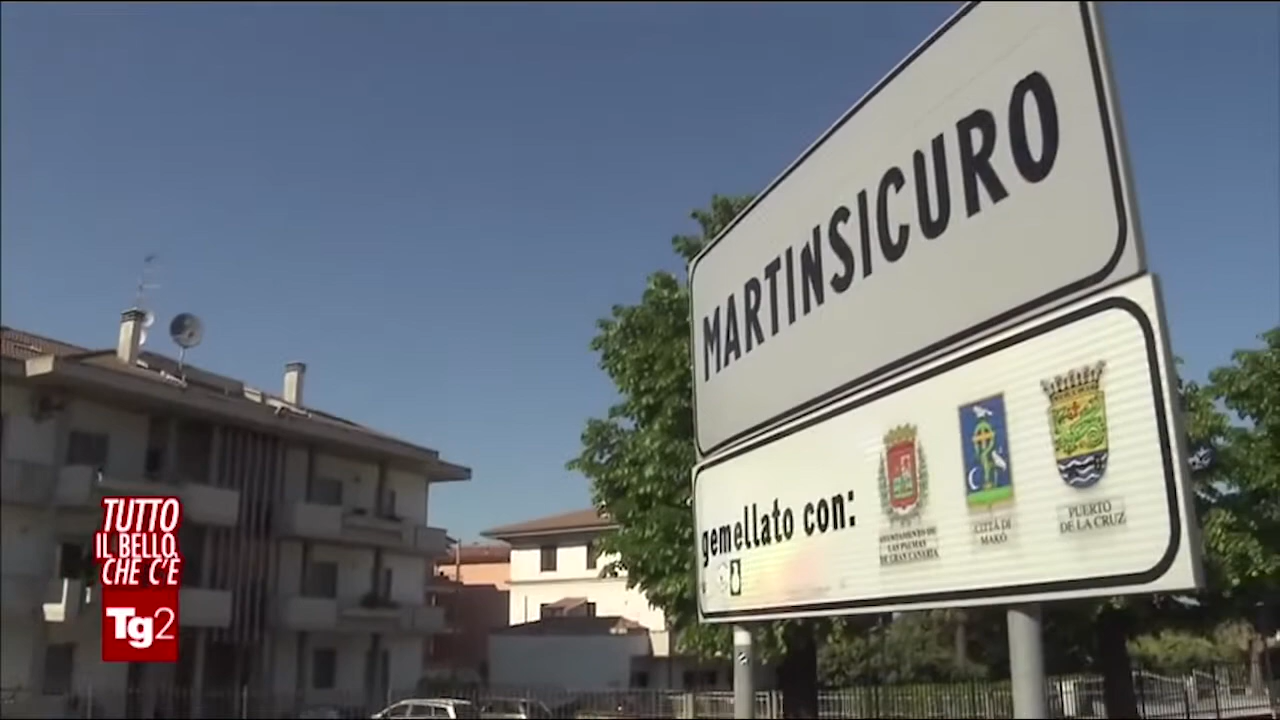 MARTINSICURO
gemellato con:
AYUNTAMIENTO DE
LAS PALMAS
DE GRAN CANARIA
CITTÀ DI
MAKÓ
PUERTO
DE LA CRUZ
TUTTO
IL BELLO
CHE C'È
Tg2